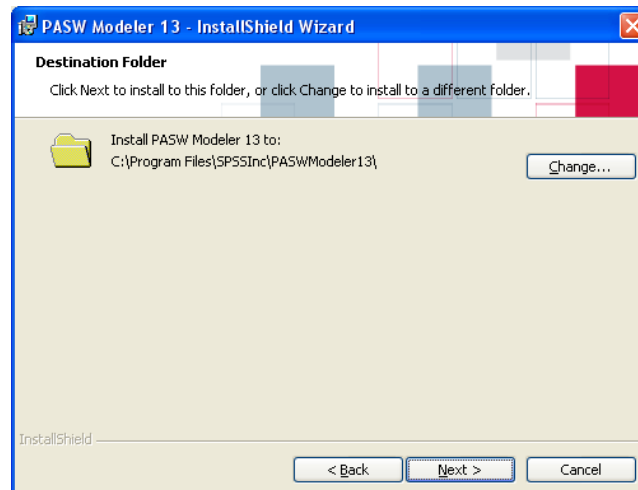 PASW Modeler 13 - InstallShield Wizard
Destination Folder
Click Next to install to this folder, or click Change to install to a different folder.
Install PASW Modeler 13 to:
C:\Program Files\SPSSInc\PASWModeler13\
Change...
InstallShield
< Back
Next >
Cancel